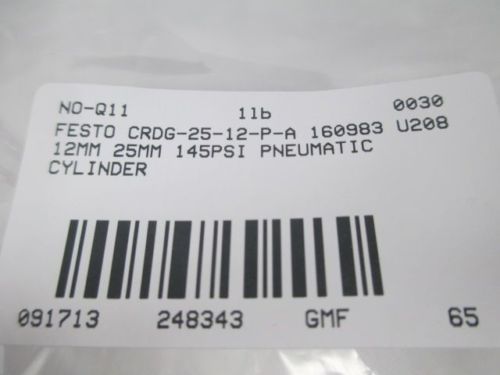 NO-Q11 1lb 0030
FESTO CRDG-25-12-P-A 160983 U208
12MM 25MM 145PSI PNEUMATIC
CYLINDER
091713 248343 GMF 65